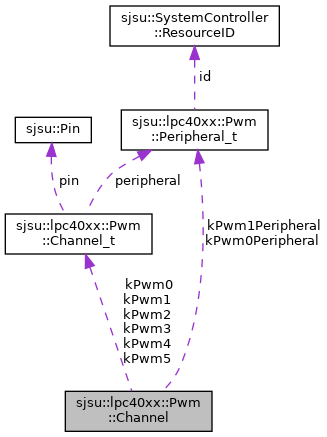 sjsu::SystemController
::ResourceID
id
sjsu::Pin
sjsu::lpc40xx::Pwm
::Peripheral_t
pin
peripheral
sjsu::lpc40xx::Pwm
::Channel_t
kPwm1Peripheral
kPwm0Peripheral
kPwm0
kPwm1
kPwm2
kPwm3
kPwm4
kPwm5
sjsu::lpc40xx::Pwm
::Channel